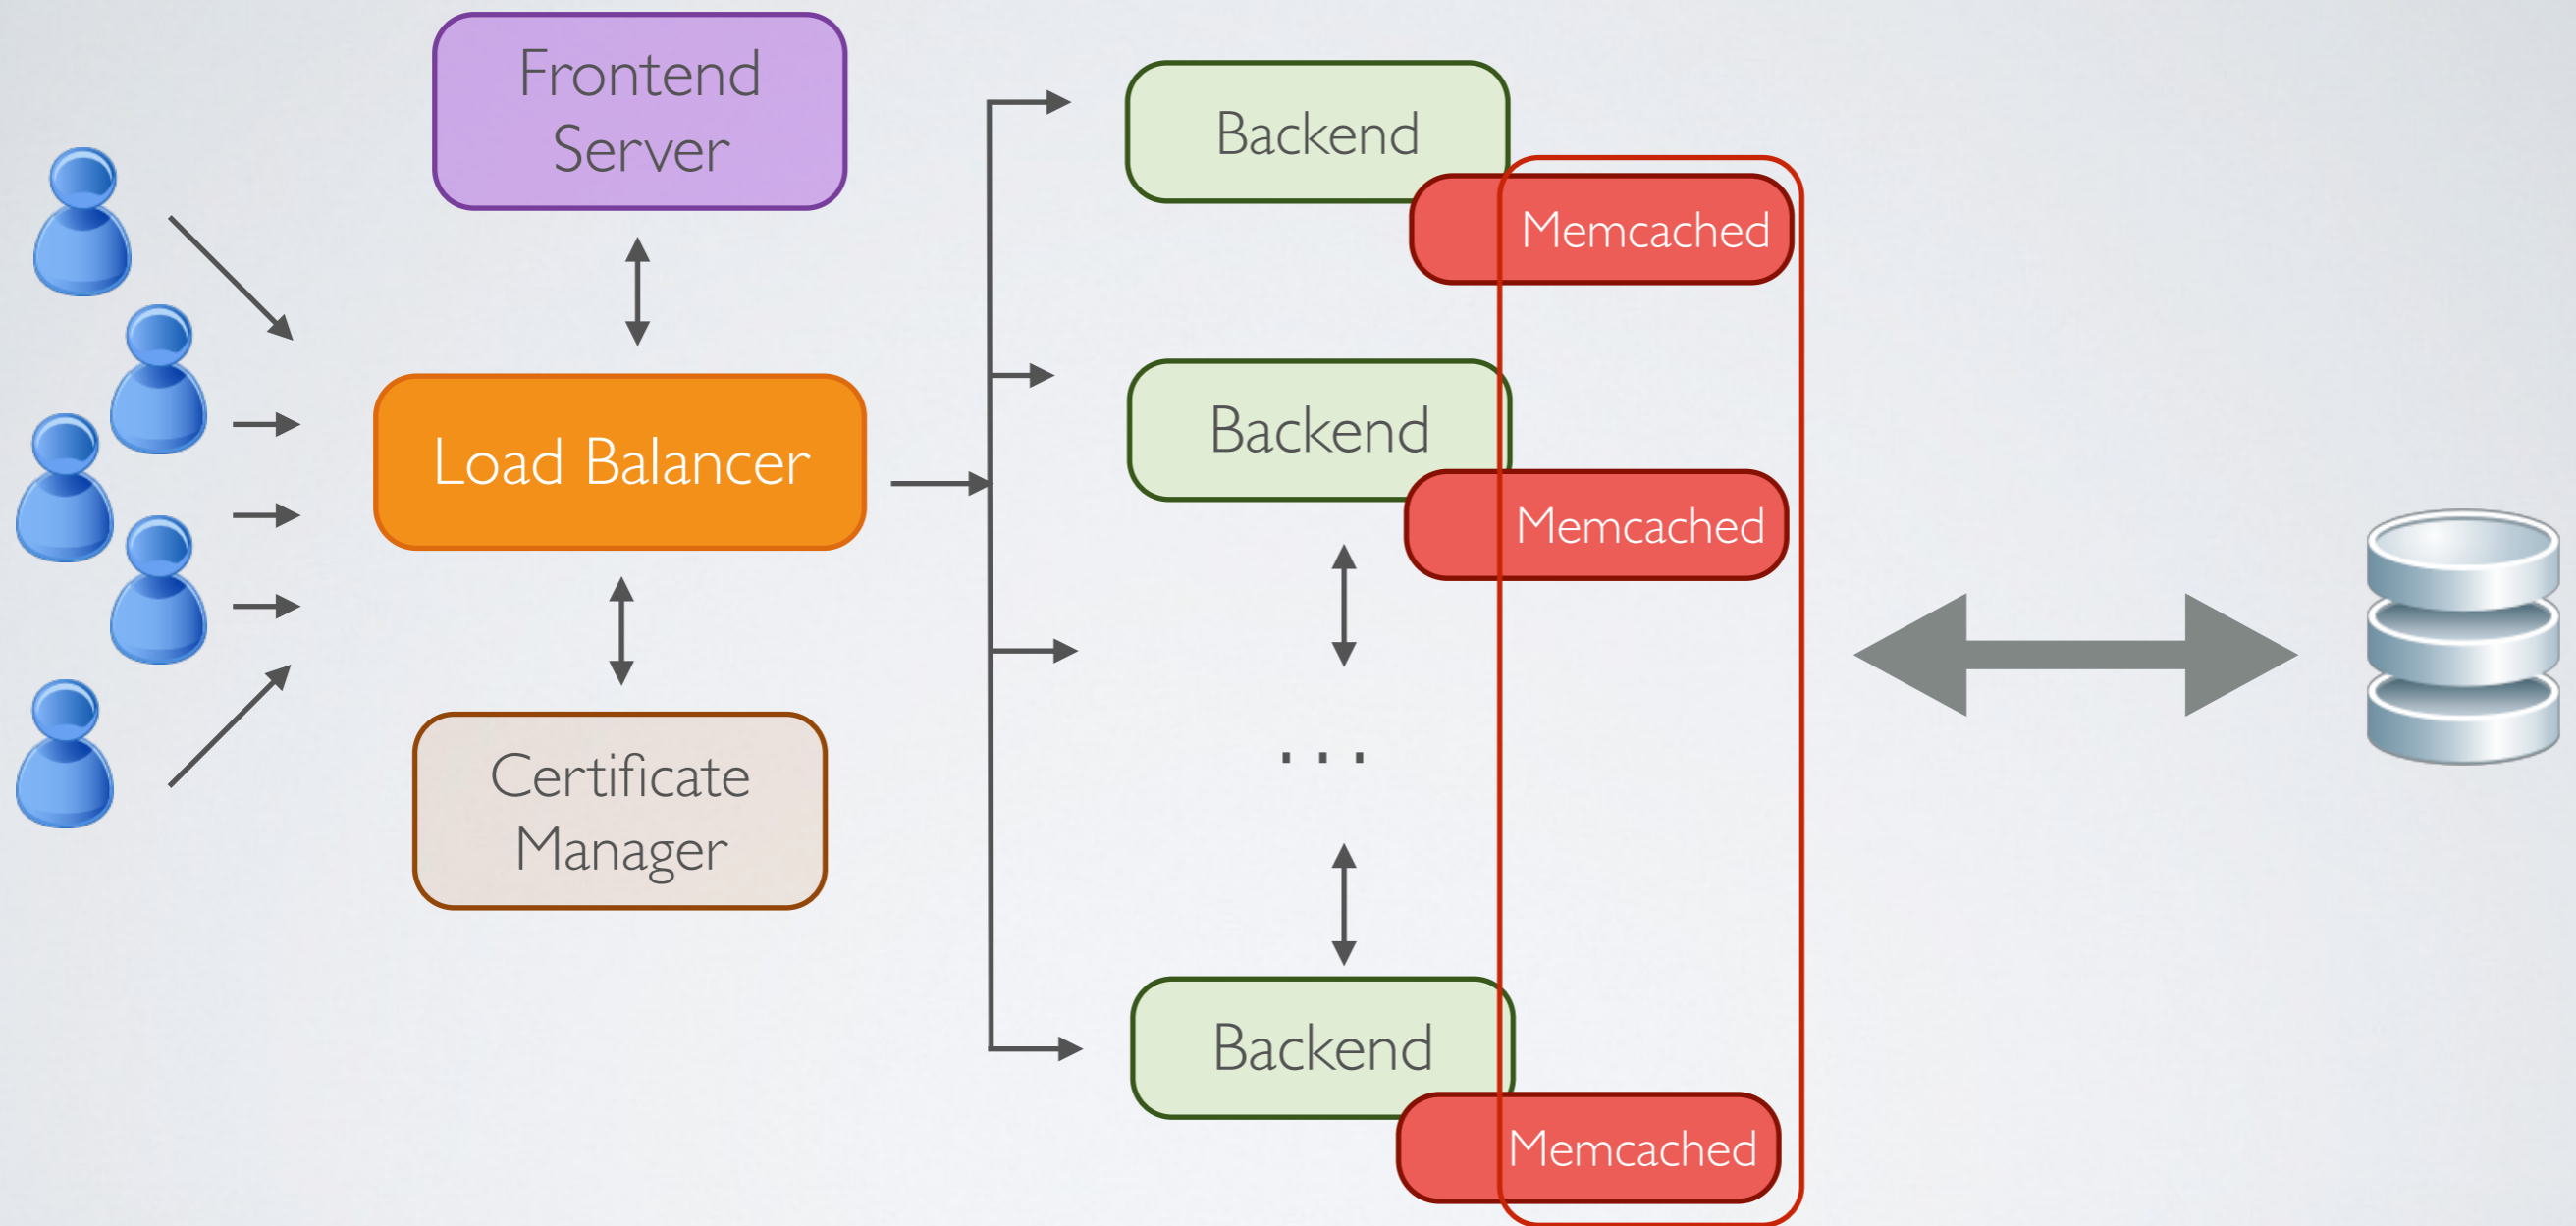 Frontend
Server
Load Balancer
Certificate
Manager
Backend
Memcached
Backend
Memcached
...
Backend
Memcached